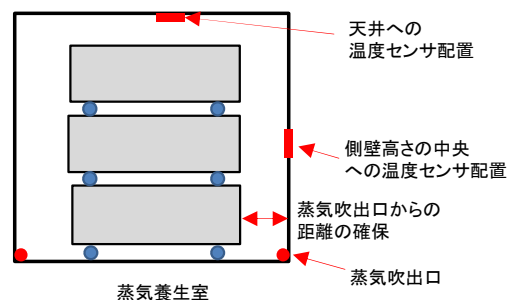 天井への
温度センサ配置
側壁高さの中央
への温度センサ配置
蒸気吹出口からの
距離の確保
蒸気吹出口
蒸気養生室